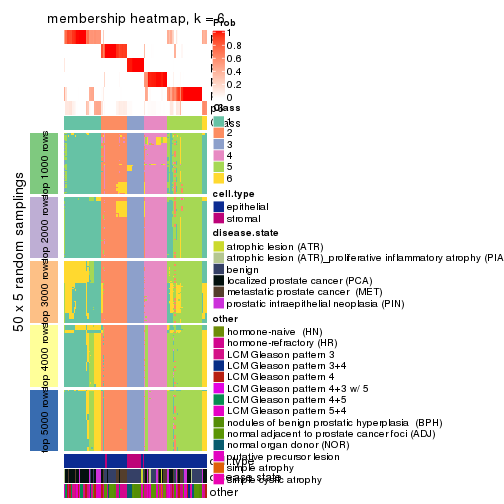 membership heatmap, k = 6
Prob
1
0.8
0.6
0.4
0.2
0
Class
1
2
3
4
5
6
cell.type
epithelial
stromal
disease.state
atrophic lesion (ATR)
atrophic lesion (ATR)_proliferative inflammatory atrophy (PIA
benign
localized prostate cancer (PCA)
metastatic prostate cancer (MET)
prostatic intraepithelial neoplasia (PIN)
other
hormone-naive (HN)
hormone-refractory (HR)
LCM Gleason pattern 3
LCM Gleason pattern 3+4
LCM Gleason pattern 4
LCM Gleason pattern 4+3 w/ 5
LCM Gleason pattern 4+5
LCM Gleason pattern 5+4
nodules of benign prostatic hyperplasia (BPH)
normal adjacent to prostate cancer foci (ADJ)
normal organ donor (NOR)
putative precursor lesion
simple atrophy
simple cystic atrophy
50 x 5 random samplings
top 1000 rows
top 2000 rows
top 3000 rows
top 4000 rows
top 5000 rows
cell.type
disease.state
other